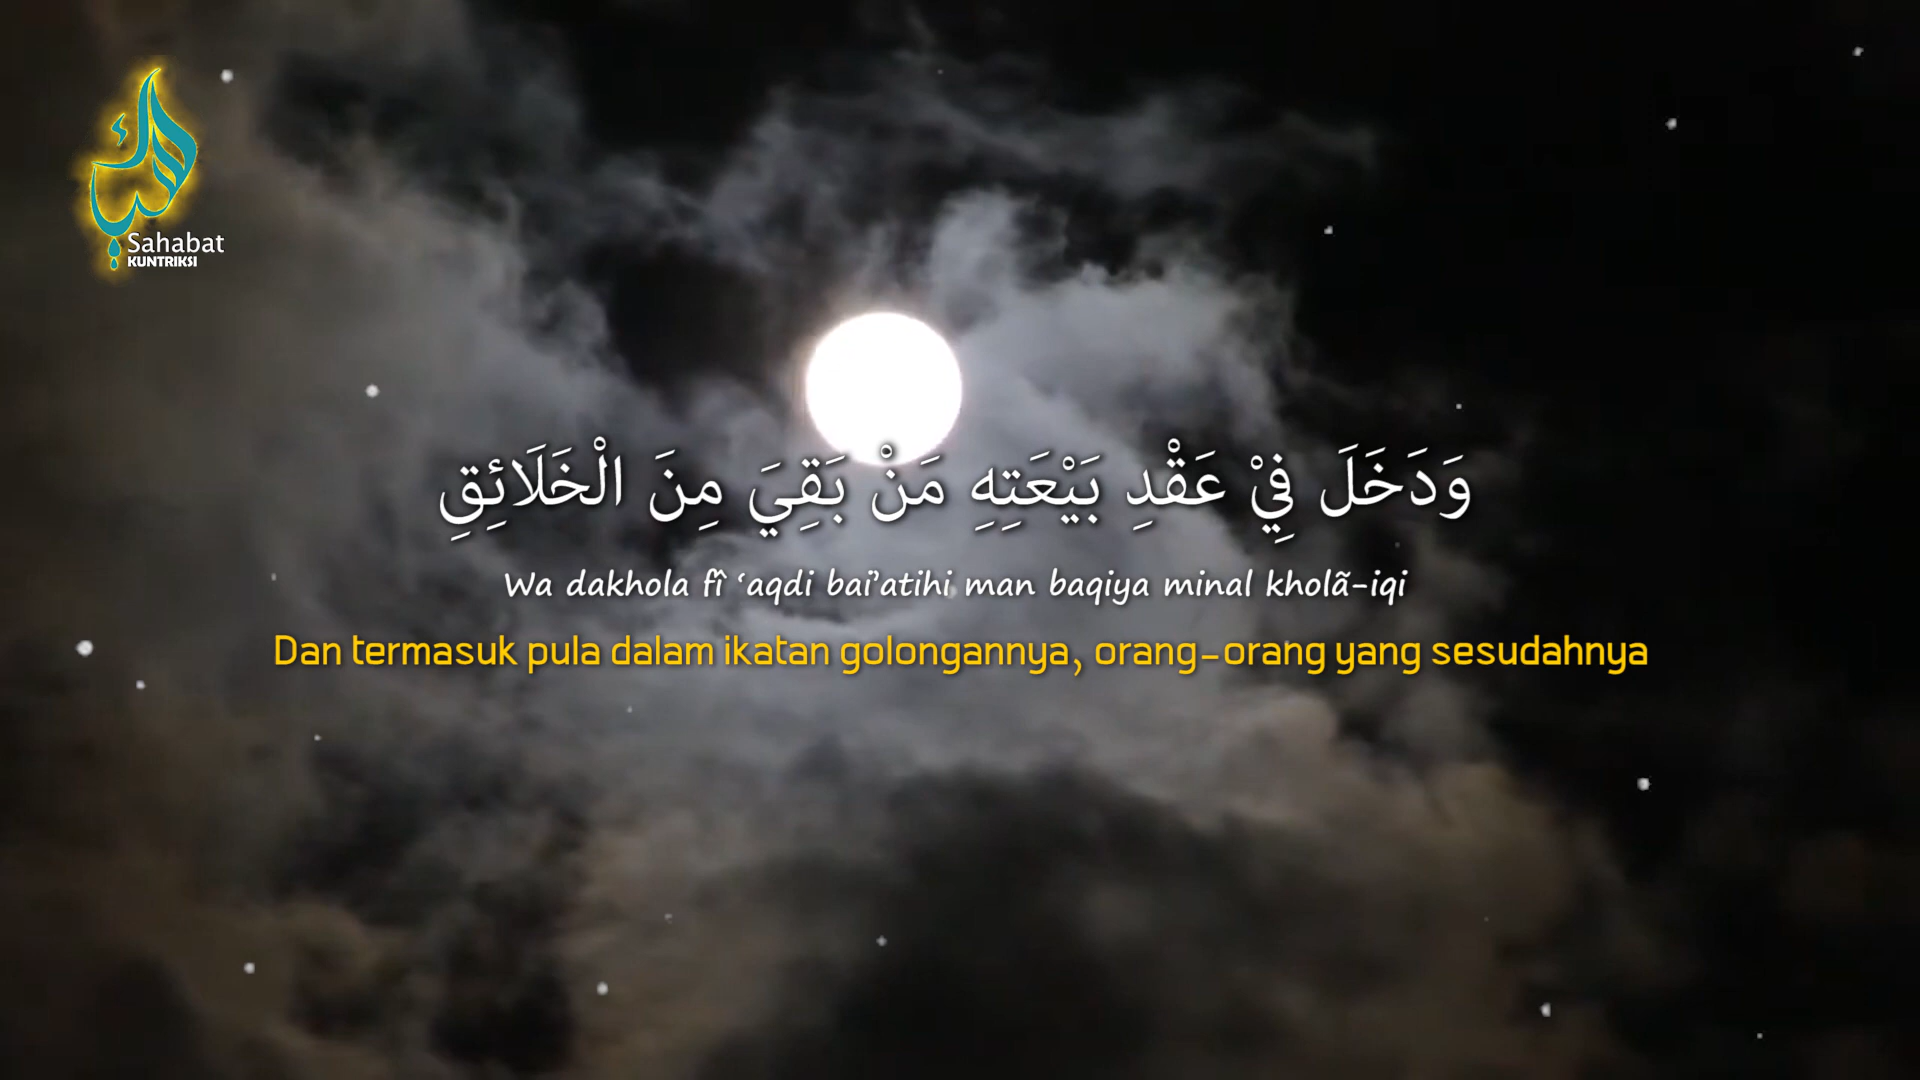 Sahabat
KUNTRIKSI
وَدَخَلَ فِيْ عَقْدِ بَيْعَتِهِ مَنْ بَقِيَ مِنَ الْخَلَائِقِ
Wa dakhola fî ‘aqdi bai’atihi man baqiya minal kholã-iqi
Dan termasuk pula dalam ikatan golongannya, orang-orang yang sesudahnya